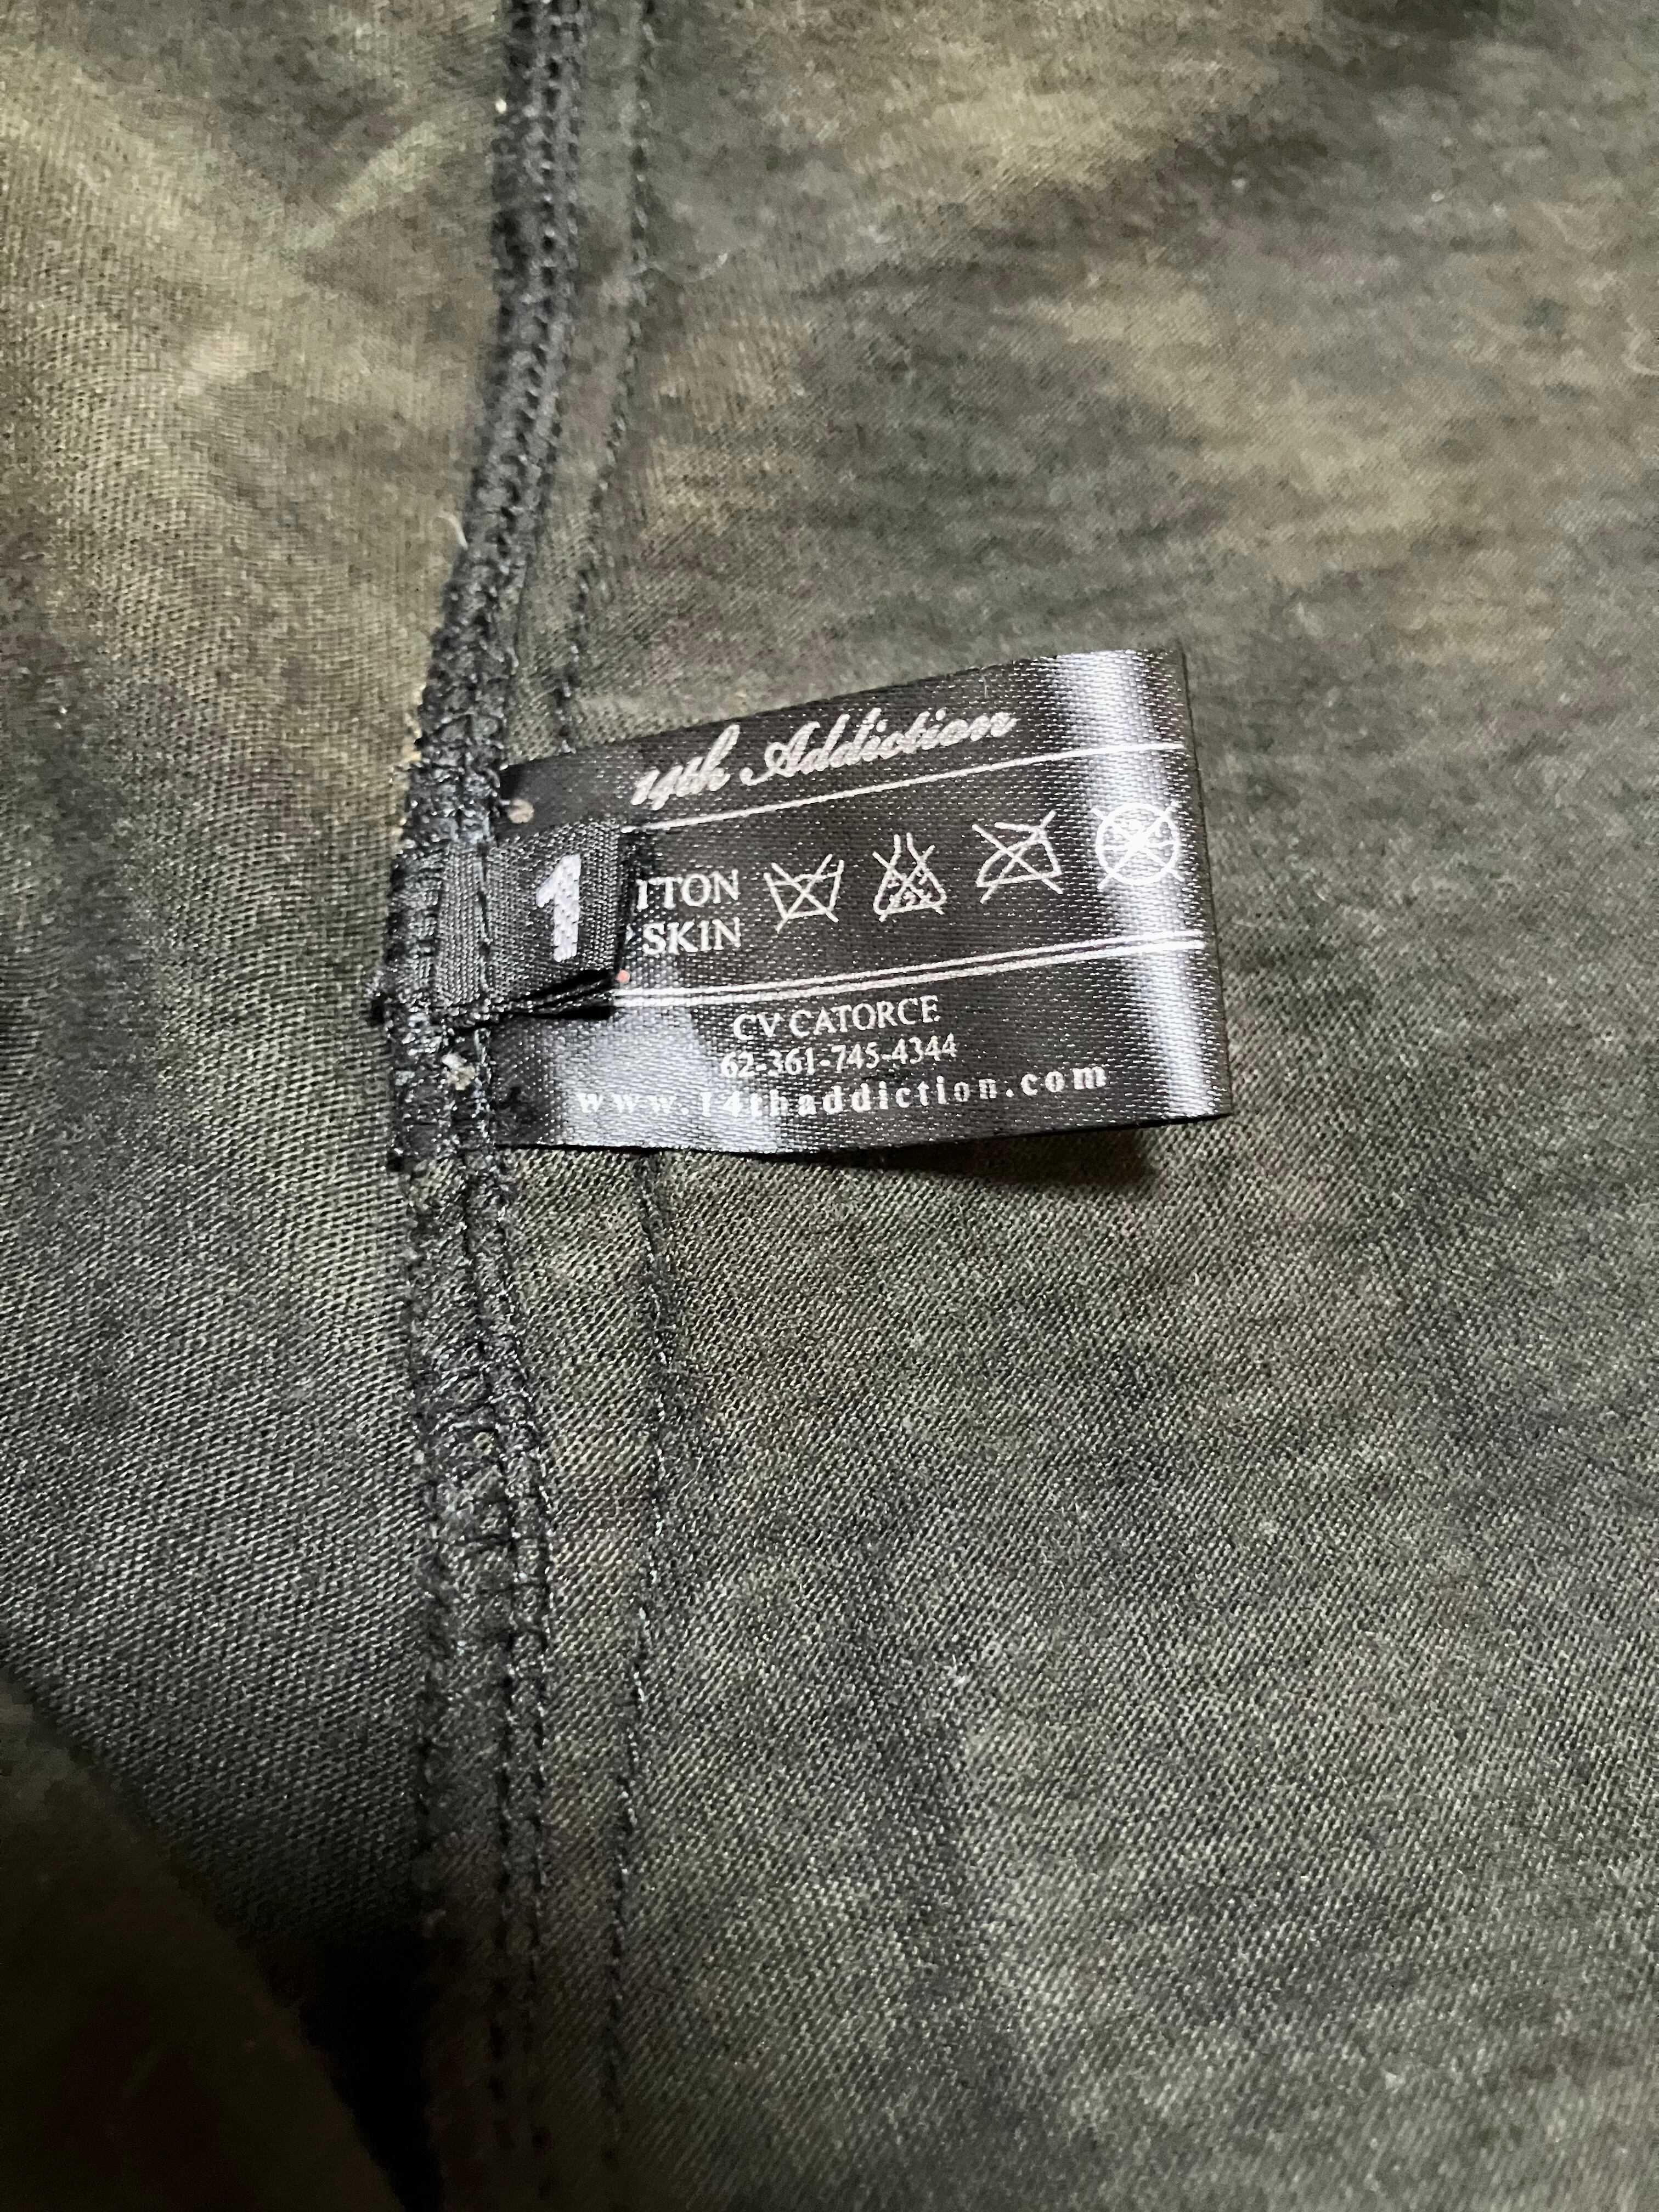 14th Addiction
1
TTON
SKIN
CV CATORCE
62-361-745-4344
www.14thaddiction.com